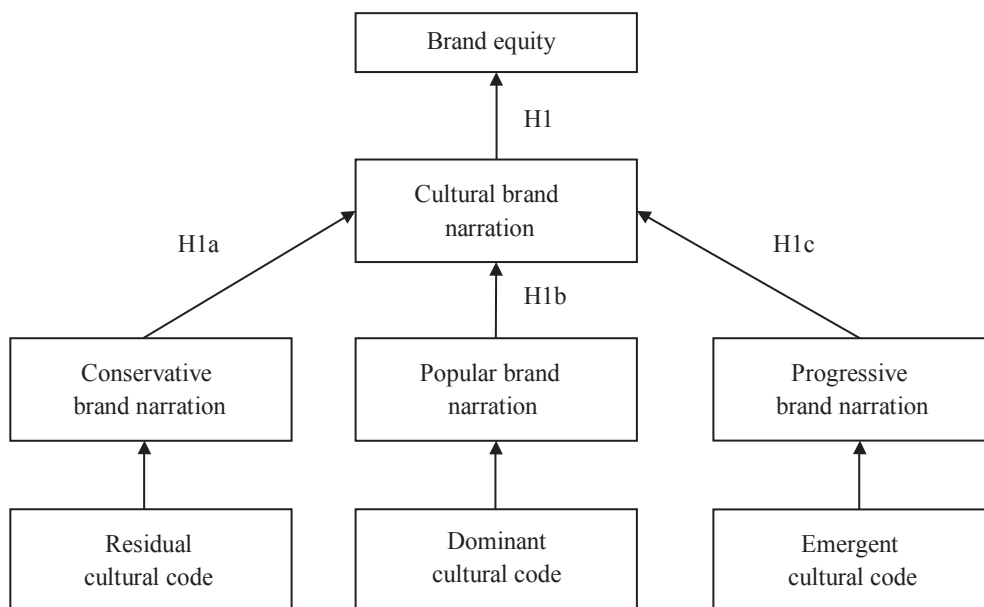 Brand equity
H1
Cultural brand
narration
H1a
H1c
H1b
Conservative
brand narration
Popular brand
narration
Progressive
brand narration
Residual
cultural code
Dominant
cultural code
Emergent
cultural code